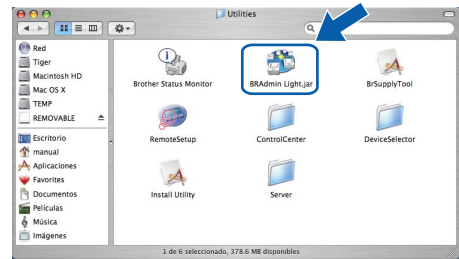 Utilities
Red
Tiger
Macintosh HD
Mac OS X
TEMP
REMOVABLE
Escritorio
manual
Aplicaciones
Favorites
Documentos
Películas
Música
Imágenes
Brother Status Monitor
BRAdmin Light.jar
BrSupplyTool
RemoteSetup
ControlCenter
DeviceSelector
Install Utility
Server
1 de 6 seleccionado, 378.6 MB disponibles